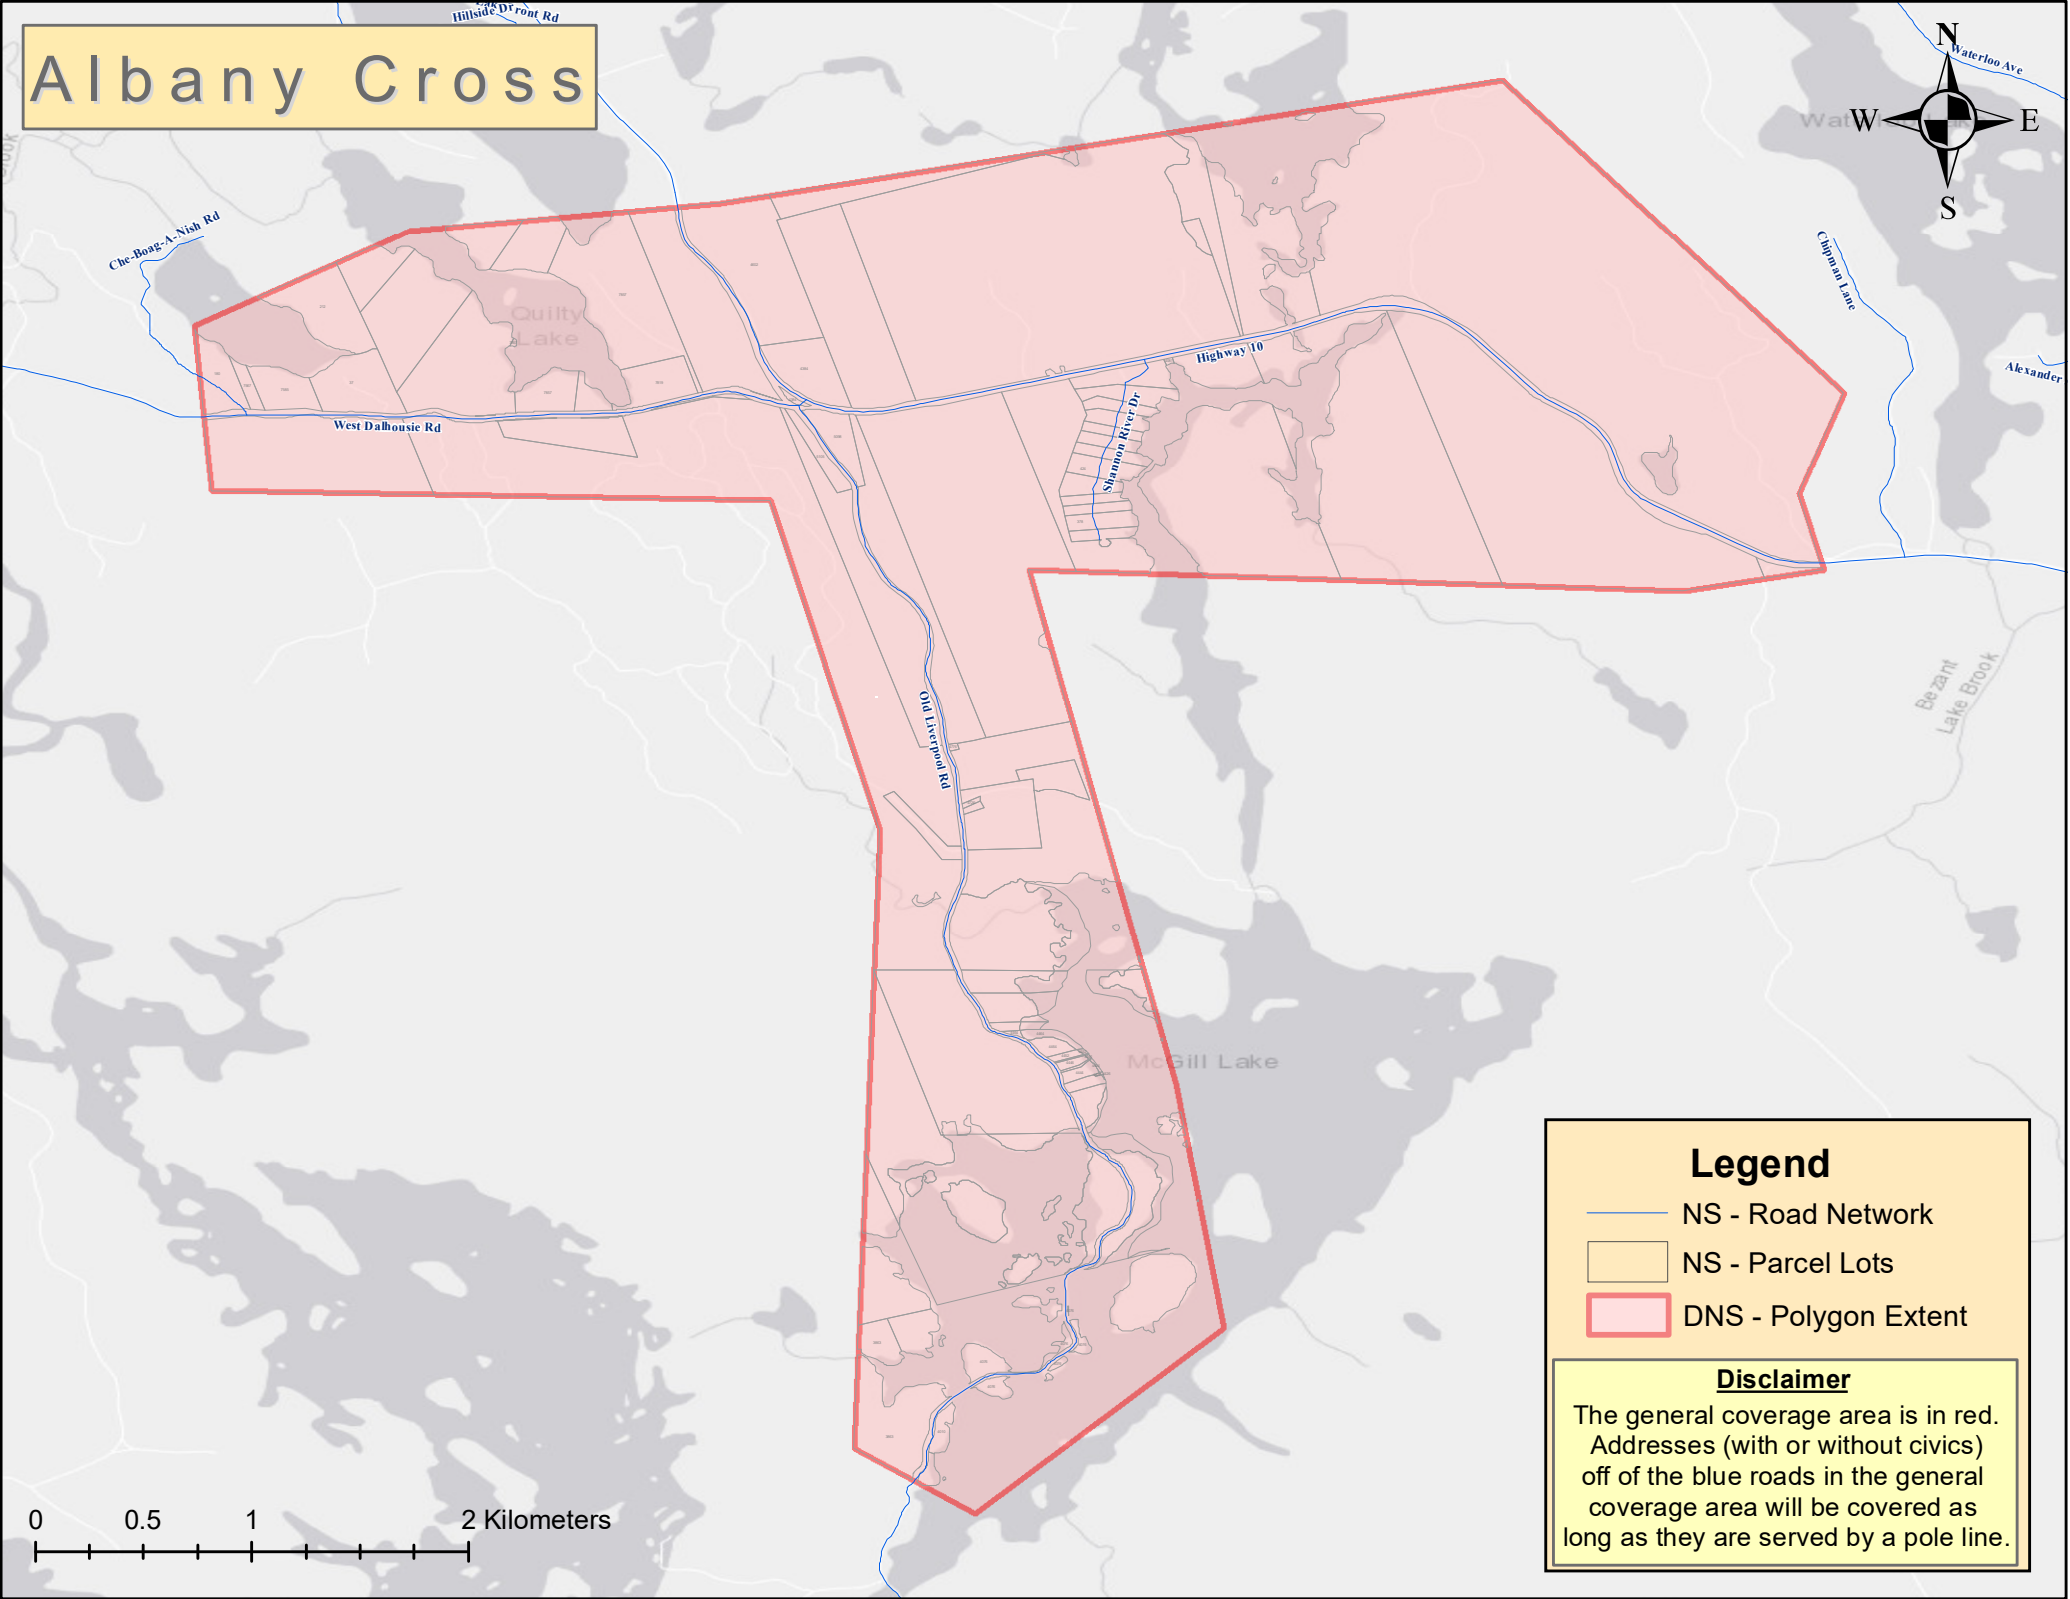 Hillside Dr
ront Rd
Albany Cross
N
W
E
S
Waterloo Ave
Che-Boag-A-Nish Rd
Chipman Lane
Quilty
Lake
Highway 10
Alexander
West Dalhousie Rd
Shannon River Dr
Old Liverpool Rd
Bezant
Lake Brook
McGill Lake
Legend
NS - Road Network
NS - Parcel Lots
DNS - Polygon Extent
Disclaimer
The general coverage area is in red.
Addresses (with or without civics)
off of the blue roads in the general
coverage area will be covered as
long as they are served by a pole line.
0 0.5 1 2 Kilometers